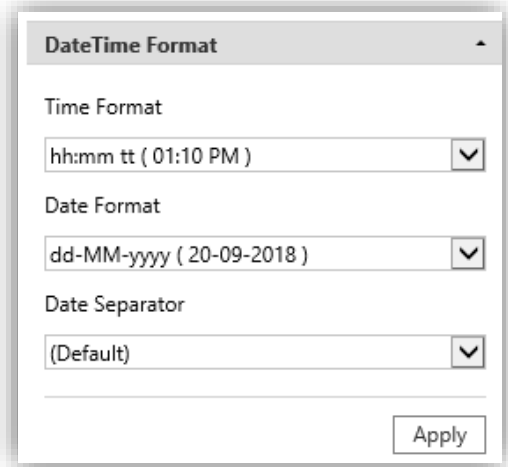 DateTime Format
Time Format
hh:mm tt ( 01:10 PM )
Date Format
dd-MM-yyyy ( 20-09-2018 )
Date Separator
(Default)
Apply